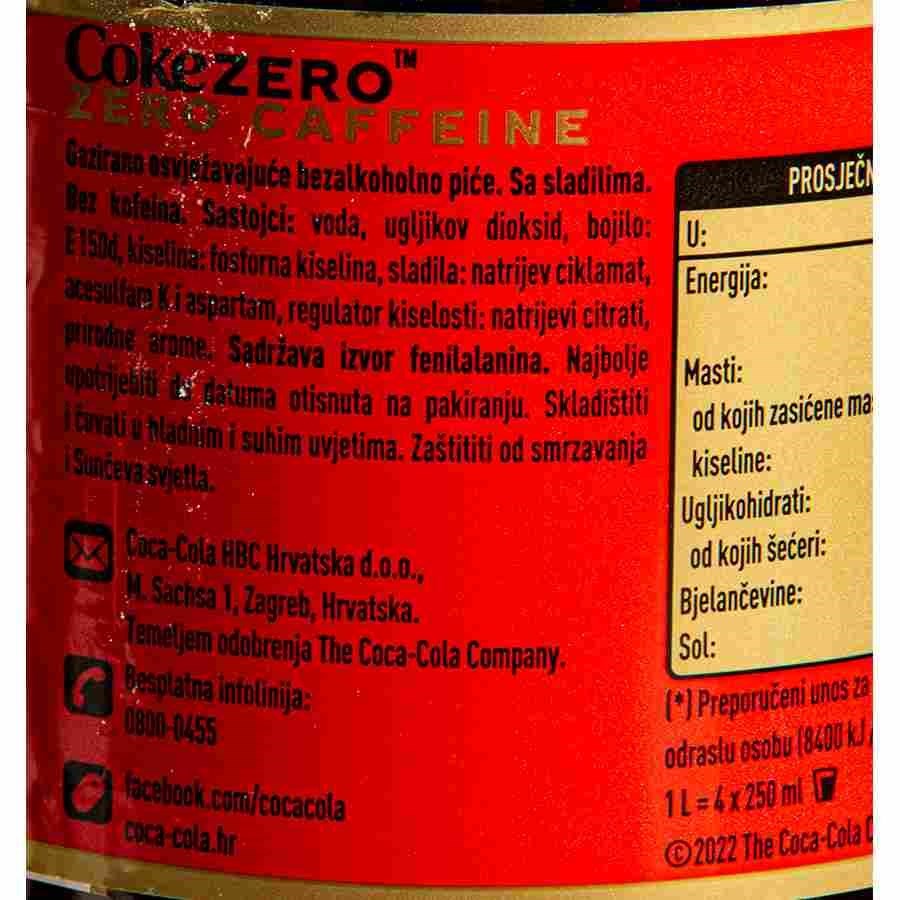 CokeZERO™
ZERO CAFFEINE
Gazirano osvježavajuće bezalkoholno piće. Sa sladilima.
Bez kofeina. Sastojci: voda, ugljikov dioksid, bojilo:
E 150d, kiselina: fosforna kiselina, sladila: natrijev ciklamat,
acesulfam K i aspartam, regulator kiselosti: natrijevi citrati,
prirodne arome. Sadržava izvor fenilalanina. Najbolje
upotrijebiti do datuma otisnuta na pakiranju. Skladištiti
i čuvati u hladnim i suhim uvjetima. Zaštititi od smrzavanja
i Sunčeva svjetla.
Coca-Cola HBC Hrvatska d.o.o.,
M. Sachsa 1, Zagreb, Hrvatska.
Temeljem odobrenja The Coca-Cola Company.
Besplatna infolinija:
0800-0455
facebook.com/cocacola
coca-cola.hr
PROSJEČN
U:
Energija:
Masti:
od kojih zasićene mas
kiseline:
Ugljikohidrati:
od kojih šećeri:
Bjelančevine:
Sol:
(*) Preporučeni unos za
odraslu osobu (8400 kJ /
1 L = 4 x 250 ml
©2022 The Coca-Cola C